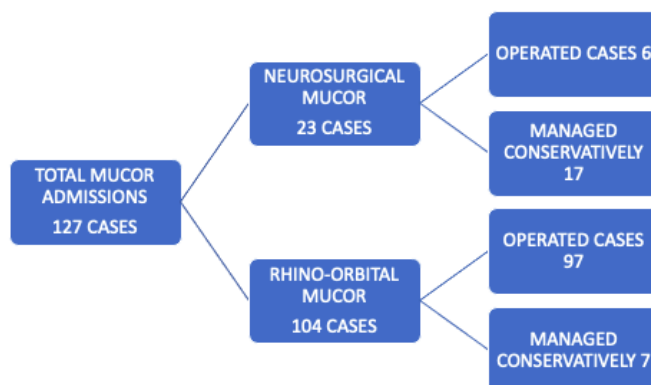 TOTAL MUCOR
ADMISSIONS
127 CASES
NEUROSURGICAL
MUCOR
23 CASES
OPERATED CASES 6
MANAGED
CONSERVATIVELY
17
RHINO-ORBITAL
MUCOR
104 CASES
OPERATED CASES
97
MANAGED
CONSERVATIVELY 7